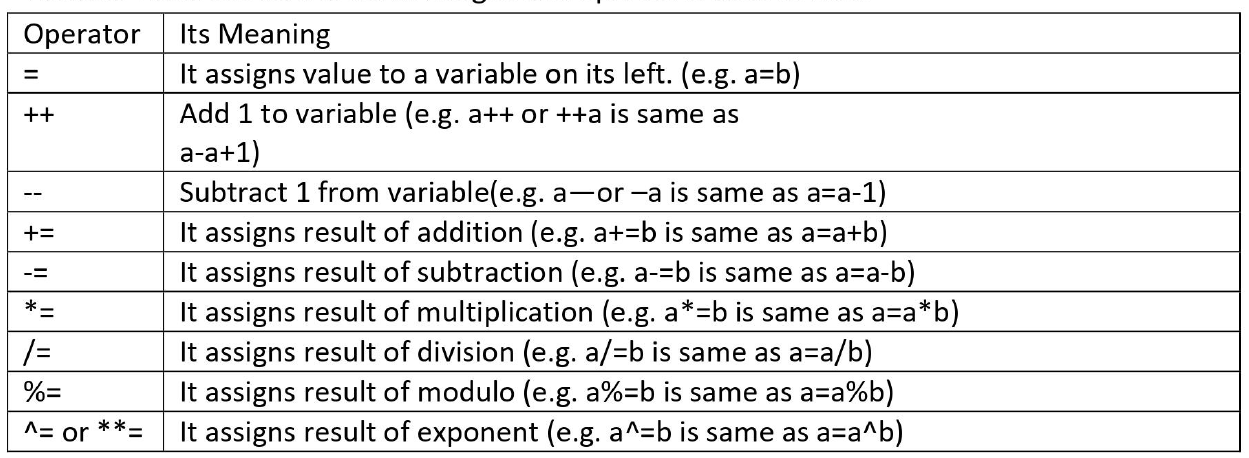 Operator Its Meaning
= It assigns value to a variable on its left. (e.g. a=b)
++ Add 1 to variable (e.g. a++ or ++a is same as
a-a+1)
-- Subtract 1 from variable(e.g. a—or –a is same as a=a-1)
+= It assigns result of addition (e.g. a+=b is same as a=a+b)
-= It assigns result of subtraction (e.g. a-=b is same as a=a-b)
*= It assigns result of multiplication (e.g. a*=b is same as a=a*b)
/= It assigns result of division (e.g. a/=b is same as a=a/b)
%= It assigns result of modulo (e.g. a%=b is same as a=a%b)
^= or **= It assigns result of exponent (e.g. a^=b is same as a=a^b)